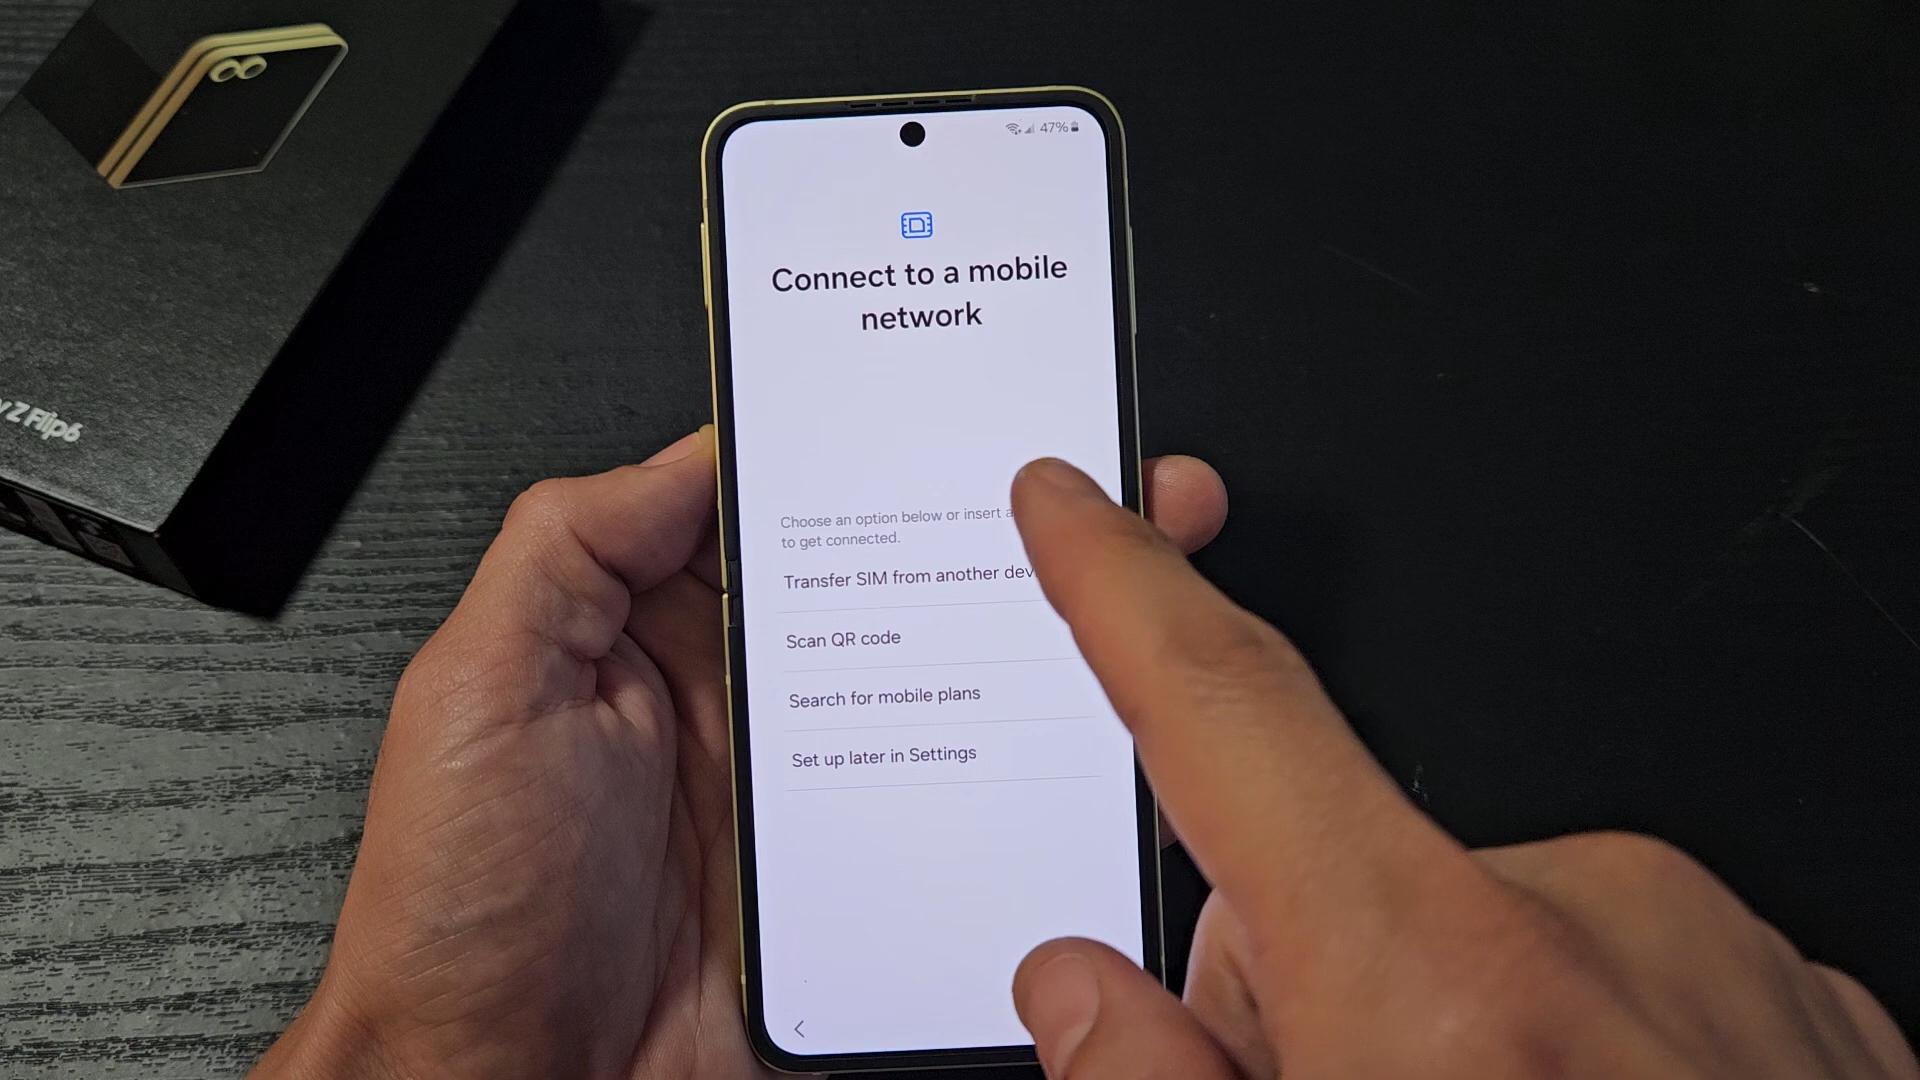 47%
Connect to a mobile
network
Choose an option below or insert a
to get connected.
Transfer SIM from another dev
Scan QR code
Search for mobile plans
Set up later in Settings
Z Flip6